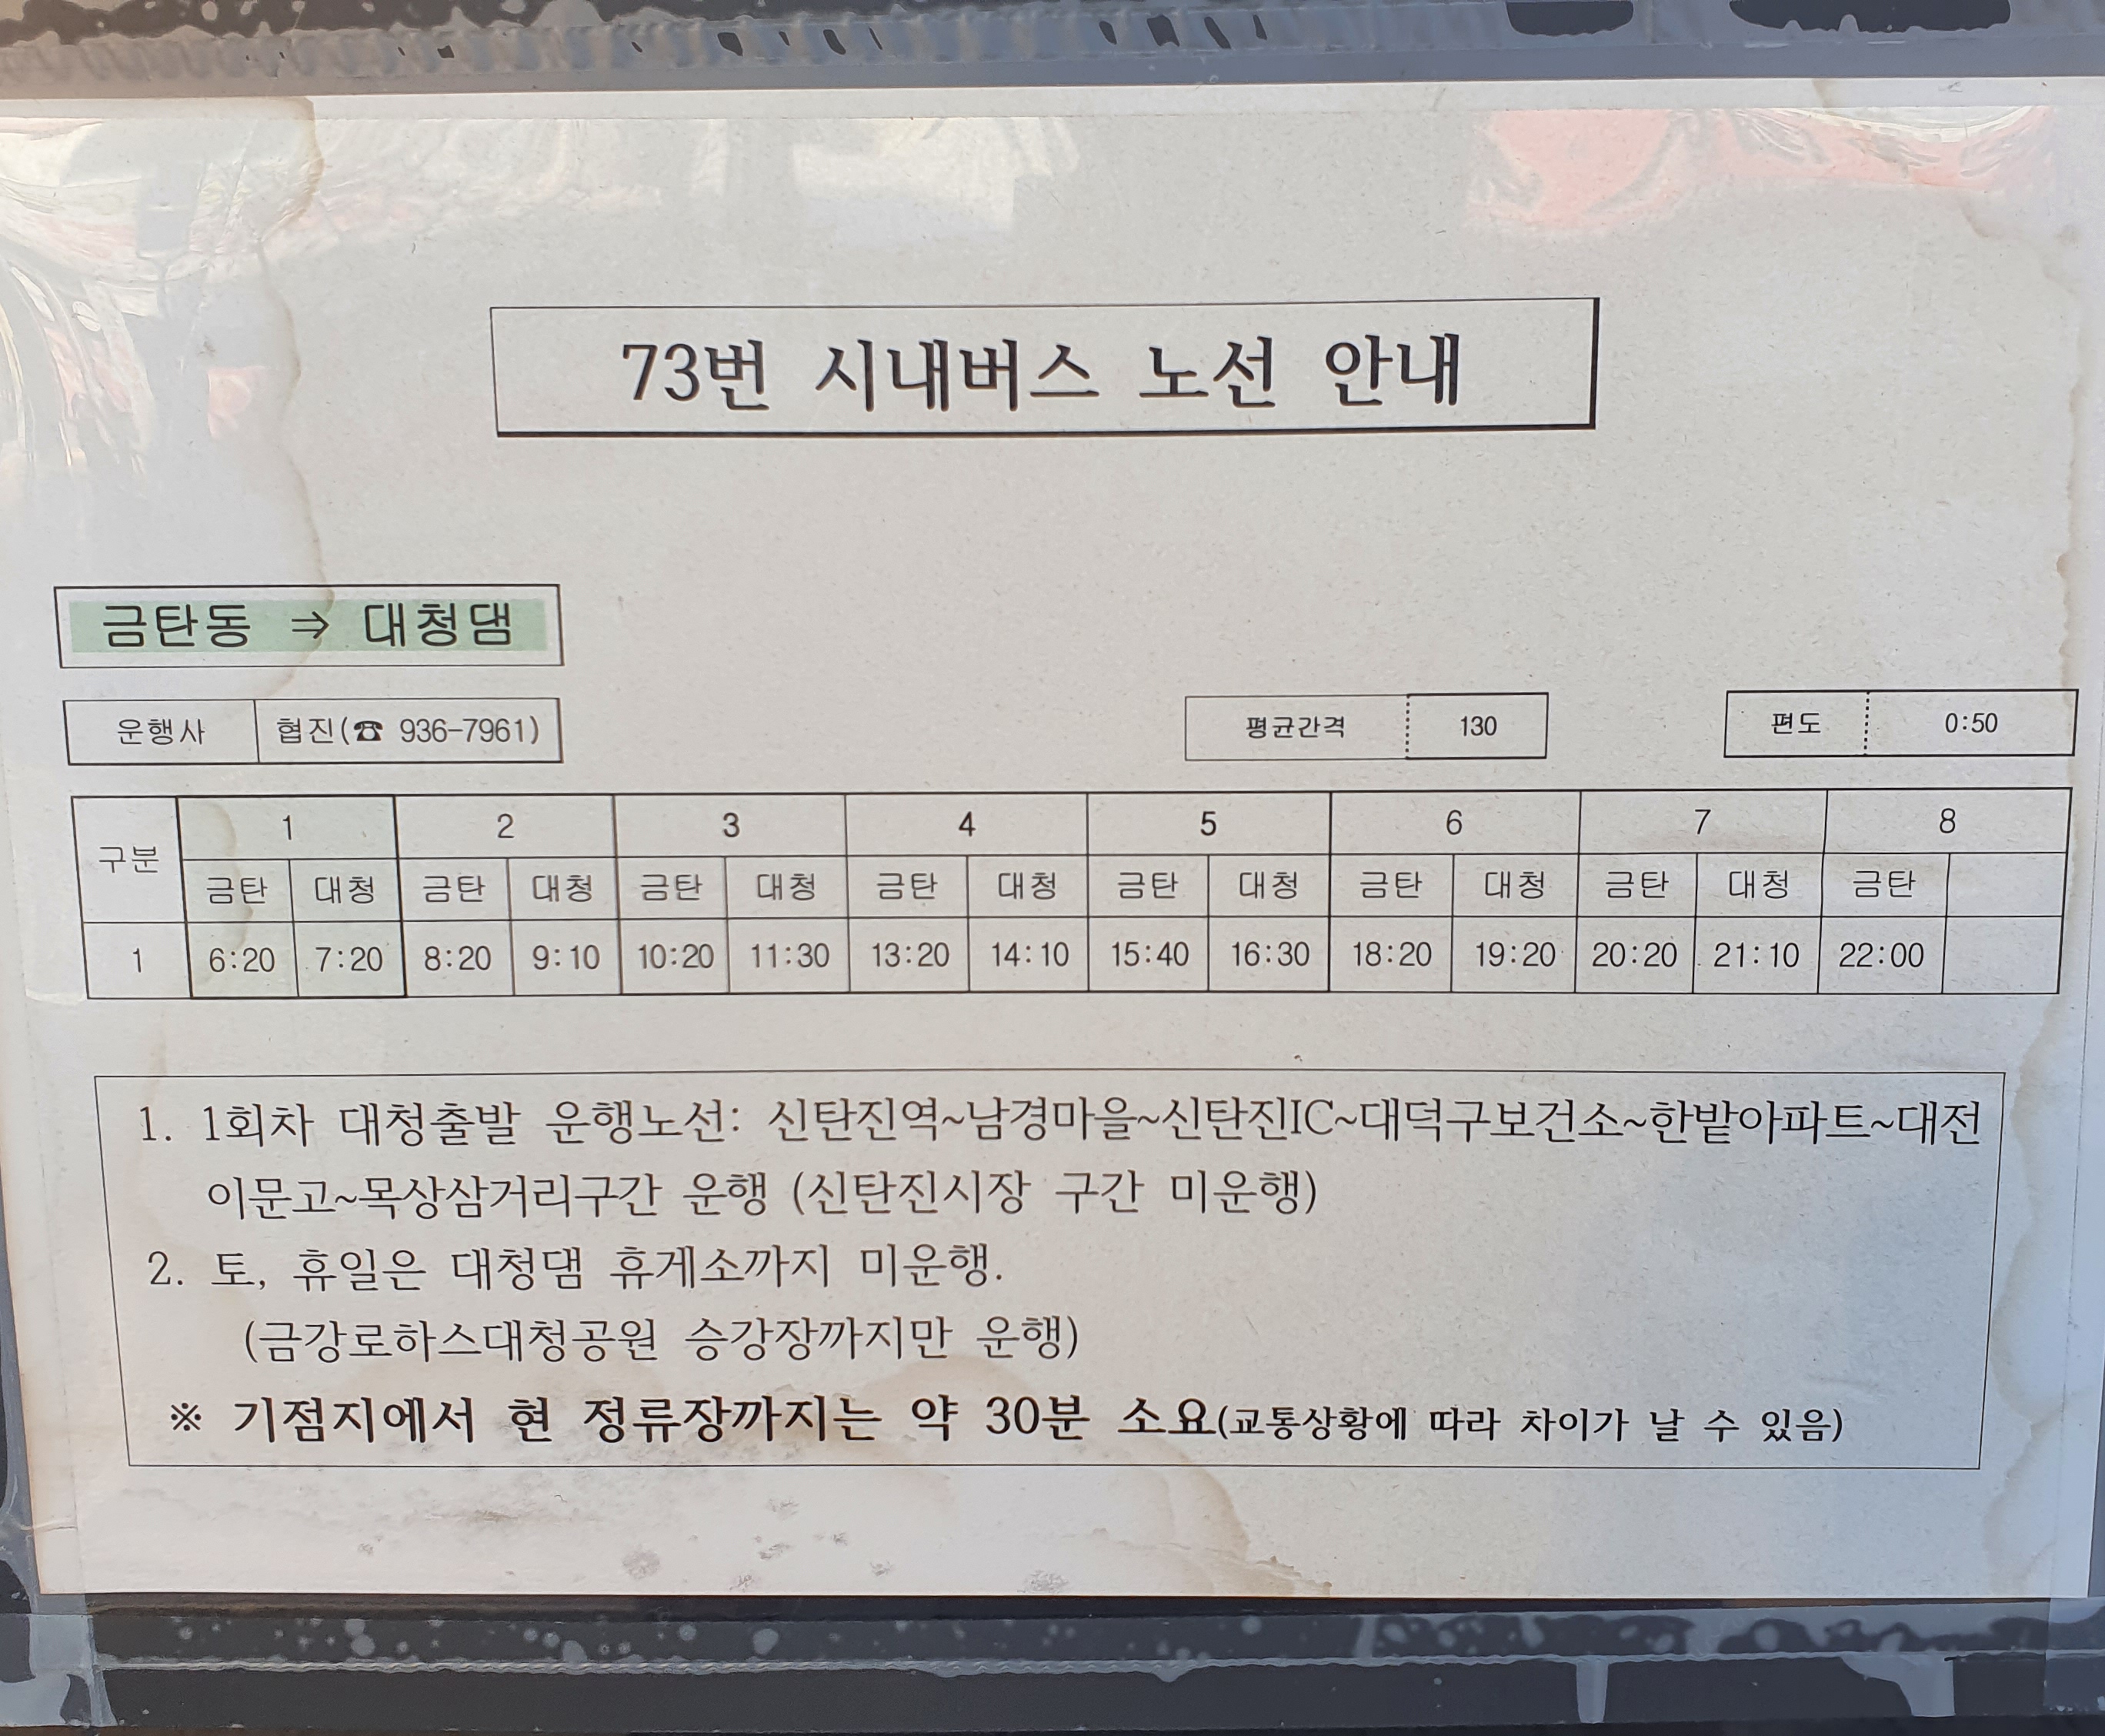 73번 시내버스 노선 안내
금탄동 ⇒ 대청댐
운행사 협진(☎ 936-7961) 평균간격 130 편도 0:50
구분 1 2 3 4 5 6 7 8
금탄 대청 금탄 대청 금탄 대청 금탄 대청 금탄 대청 금탄 대청 금탄 대청 금탄
1 6:20 7:20 8:20 9:10 10:20 11:30 13:20 14:10 15:40 16:30 18:20 19:20 20:20 21:10 22:00
1. 1회차 대청출발 운행노선: 신탄진역~남경마을~신탄진IC~대덕구보건소~한밭아파트~대전
이문고~목상삼거리구간 운행 (신탄진시장 구간 미운행)
2. 토, 휴일은 대청댐 휴게소까지 미운행.
(금강로하스대청공원 승강장까지만 운행)
※ 기점지에서 현 정류장까지는 약 30분 소요(교통상황에 따라 차이가 날 수 있음)